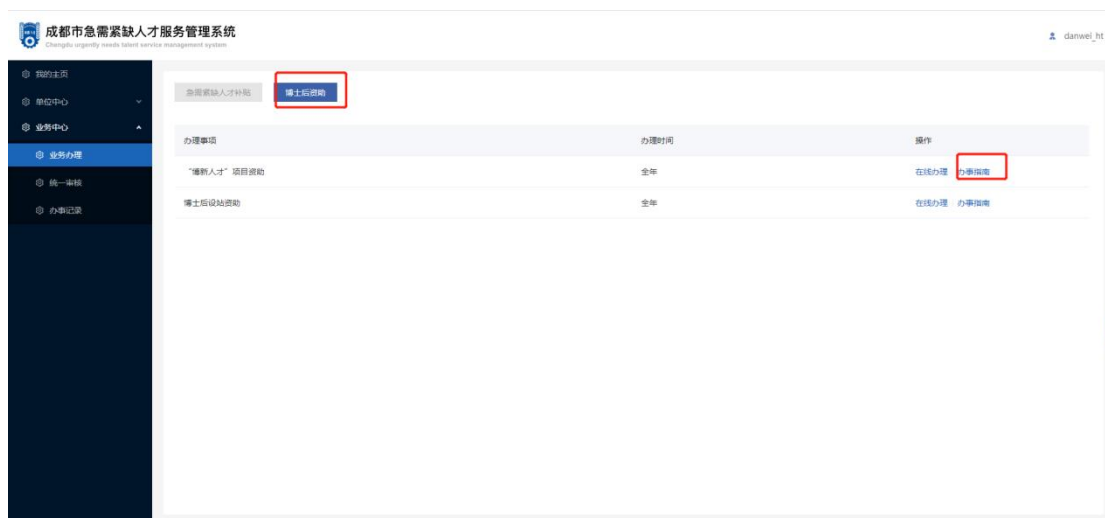 成都市急需紧缺人才服务管理系统
Chengdu urgently needs talent service management system
danwei_ht
我的主页
单位中心
业务中心
业务办理
统一审核
办事记录
急需紧缺人才补贴
博士后资助
办理事项
办理时间
操作
“博新人才”项目资助
全年
在线办理
办事指南
博士后设站资助
全年
在线办理
办事指南